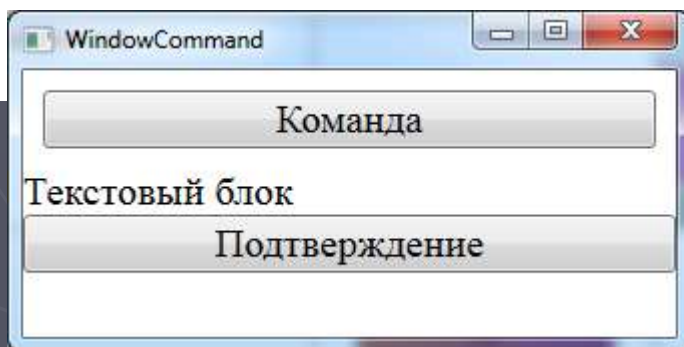 WindowCommand
Команда
Текстовый блок
Подтверждение